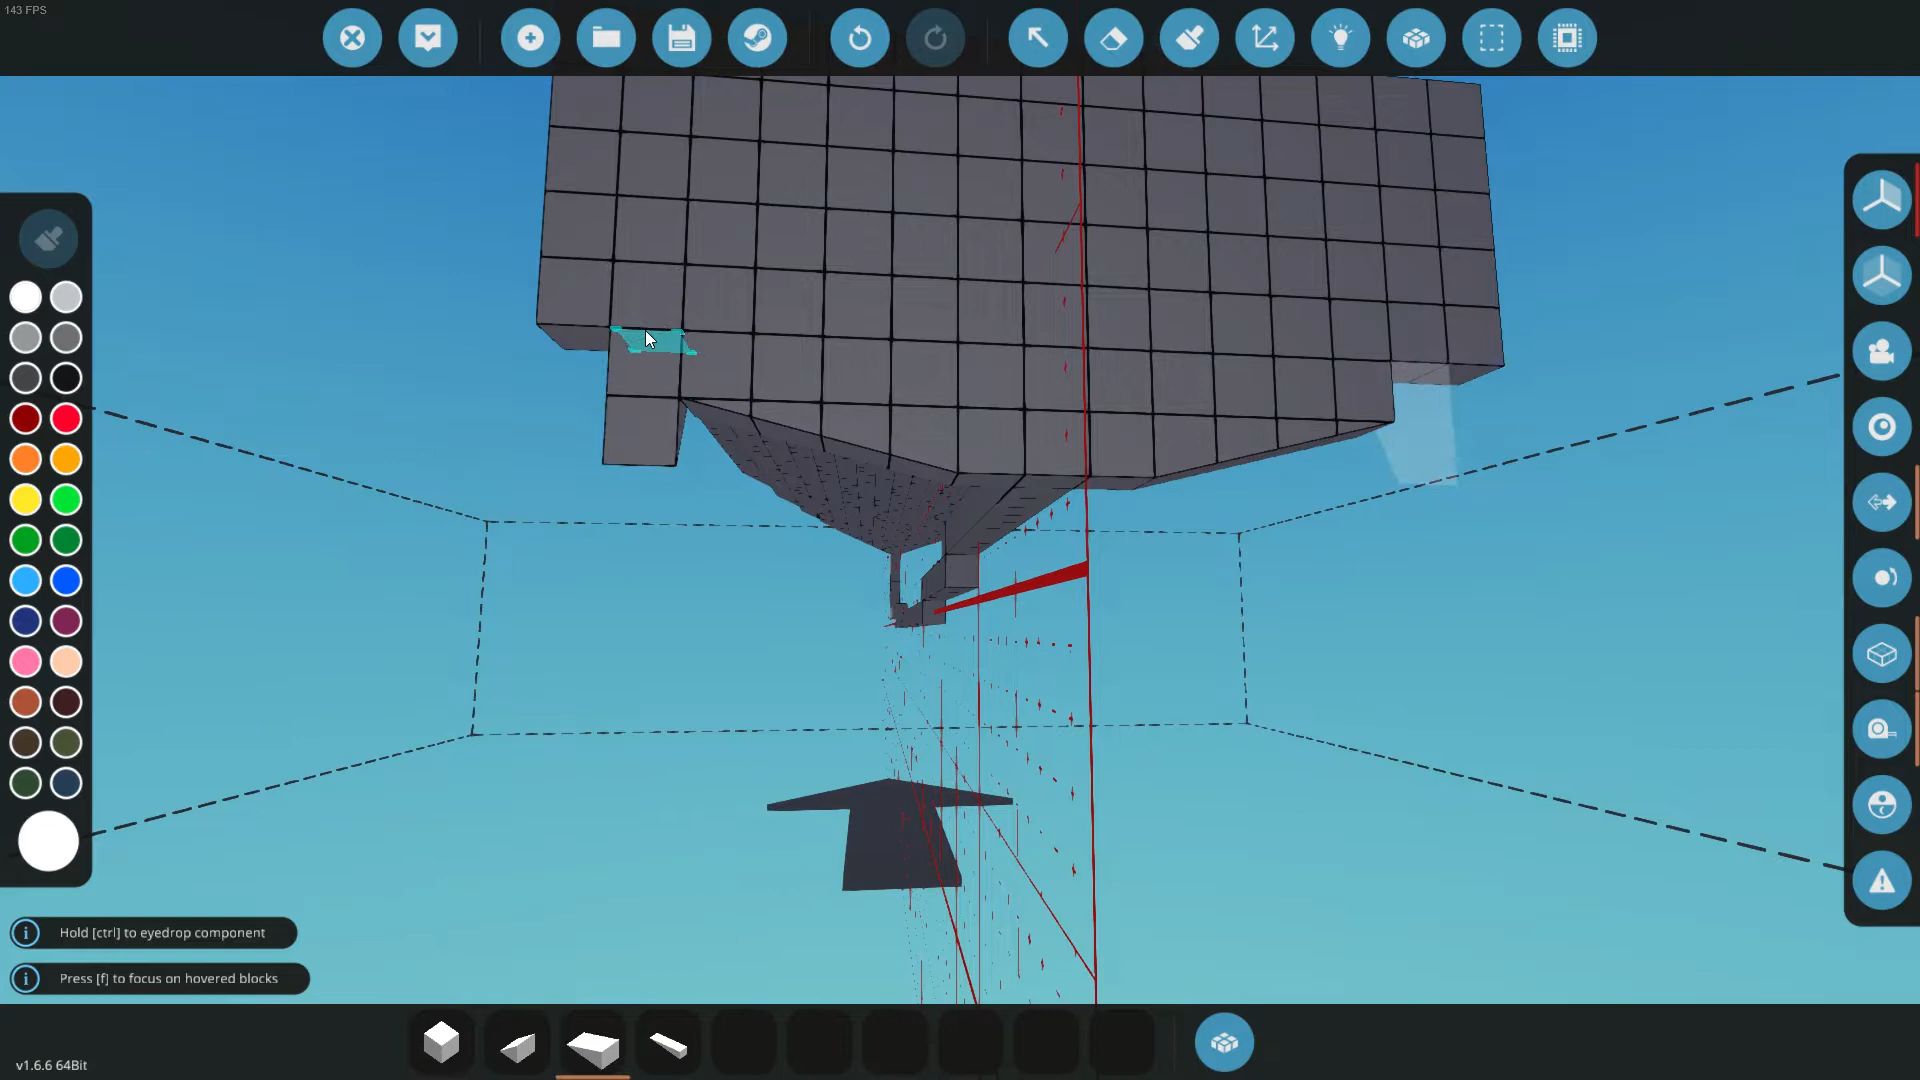 143 FPS
Hold [ctrl] to eyedrop component
Press [f] to focus on hovered blocks
v1.6.6 64Bit